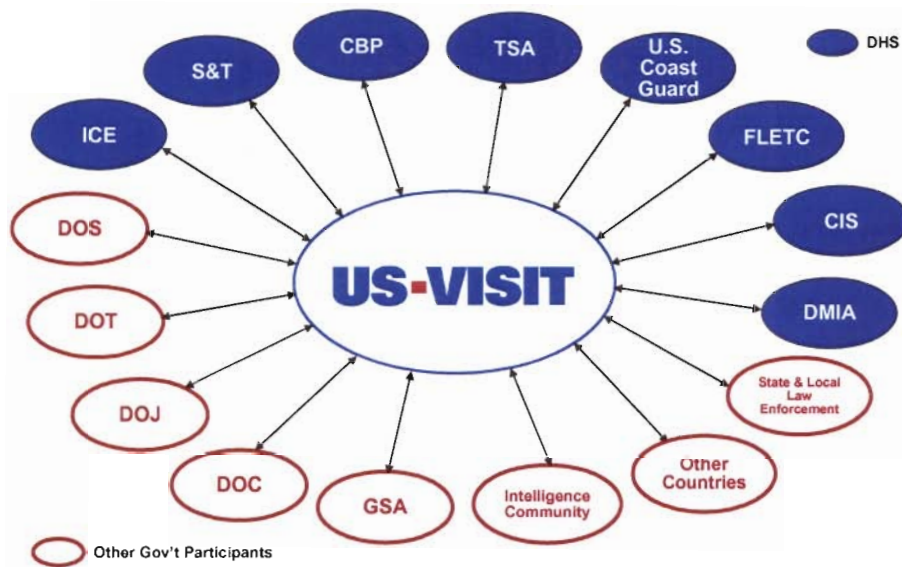 CBP
TSA
U.S.
Coast
Guard
DHS
S&T
ICE
FLETC
DOS
CIS
US-VISIT
DOT
DMIA
DOJ
State & Local
Law
Enforcement
DOC
GSA
Intelligence
Community
Other
Countries
Other Gov't Participants